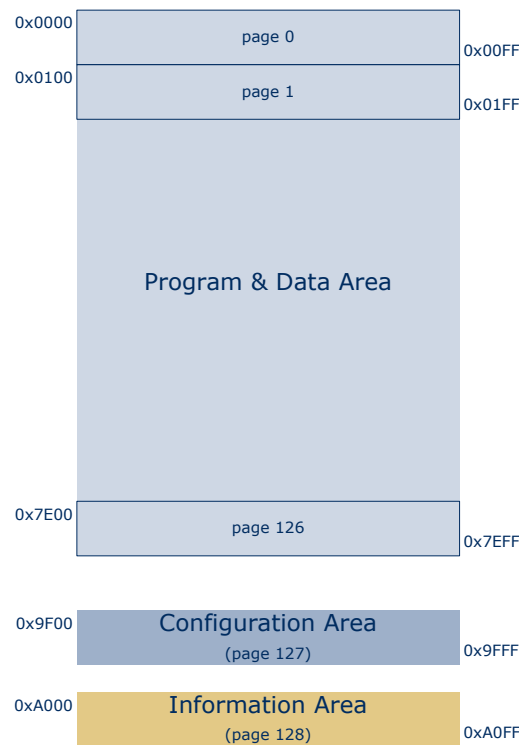 0x0000
page 0
0x00FF
0x0100
page 1
0x01FF
Program & Data Area
0x7E00
page 126
0x7EFF
0x9F00
Configuration Area
(page 127)
0x9FFF
0xA000
Information Area
(page 128)
0xA0FF